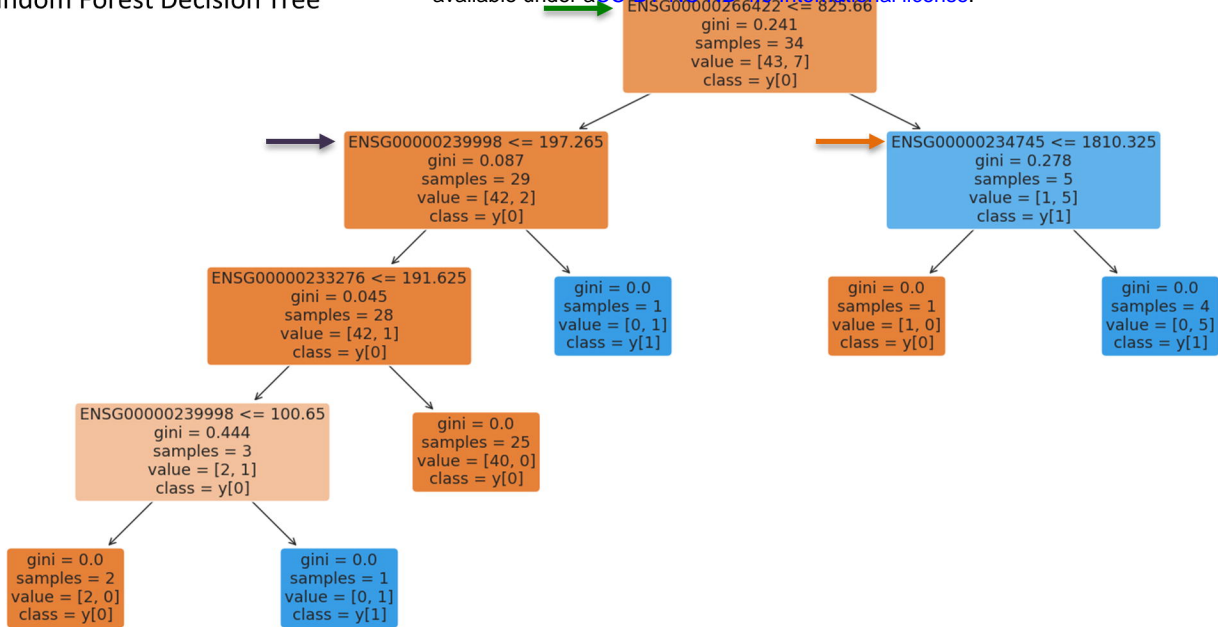 ndom Forest Decision Tree
available under a
license.
ENSG00000266422 <= 825.66
gini = 0.241
samples = 34
value = [43, 7]
class = y[0]
ENSG00000239998 <= 197.265
gini = 0.087
samples = 29
value = [42, 2]
class = y[0]
ENSG00000234745 <= 1810.325
gini = 0.278
samples = 5
value = [1, 5]
class = y[1]
ENSG00000233276 <= 191.625
gini = 0.045
samples = 28
value = [42, 1]
class = y[0]
gini = 0.0
samples = 1
value = [0, 1]
class = y[1]
gini = 0.0
samples = 1
value = [1, 0]
class = y[0]
gini = 0.0
samples = 4
value = [0, 5]
class = y[1]
ENSG00000239998 <= 100.65
gini = 0.444
samples = 3
value = [2, 1]
class = y[0]
gini = 0.0
samples = 25
value = [40, 0]
class = y[0]
gini = 0.0
samples = 2
value = [2, 0]
class = y[0]
gini = 0.0
samples = 1
value = [0, 1]
class = y[1]